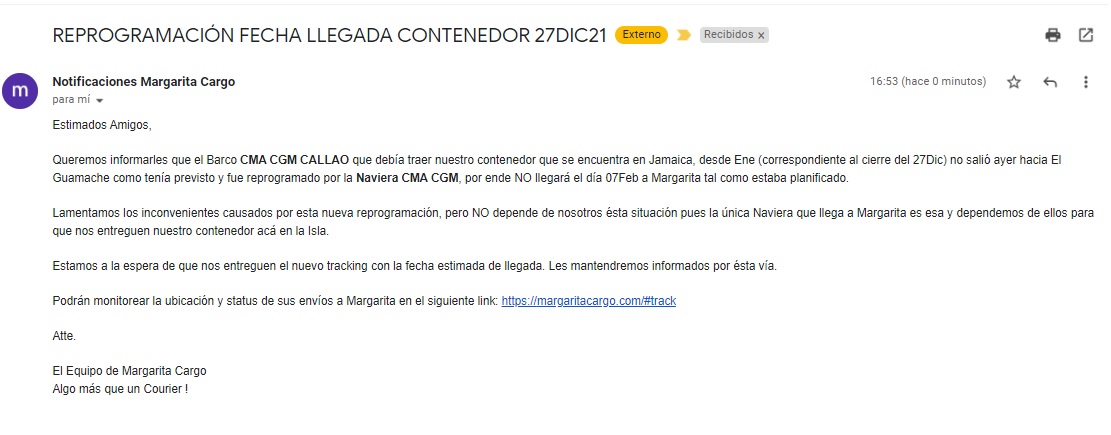 REPROGRAMACIÓN FECHA LLEGADA CONTENEDOR 27DIC21 Externo Recibidos x
m
Notificaciones Margarita Cargo 16:53 (hace 0 minutos)
para mí
Estimados Amigos,
Queremos informarles que el Barco CMA CGM CALLAO que debía traer nuestro contenedor que se encuentra en Jamaica, desde Ene (correspondiente al cierre del 27Dic) no salió ayer hacia El
Guamache como tenía previsto y fue reprogramado por la Naviera CMA CGM, por ende NO llegará el día 07Feb a Margarita tal como estaba planificado.
Lamentamos los inconvenientes causados por esta nueva reprogramación, pero NO depende de nosotros ésta situación pues la única Naviera que llega a Margarita es esa y dependemos de ellos para
que nos entreguen nuestro contenedor acá en la Isla.
Estamos a la espera de que nos entreguen el nuevo tracking con la fecha estimada de llegada. Les mantendremos informados por ésta vía.
Podrán monitorear la ubicación y status de sus envíos a Margarita en el siguiente link: https://margaritacargo.com/#track
Atte.
El Equipo de Margarita Cargo
Algo más que un Courier !